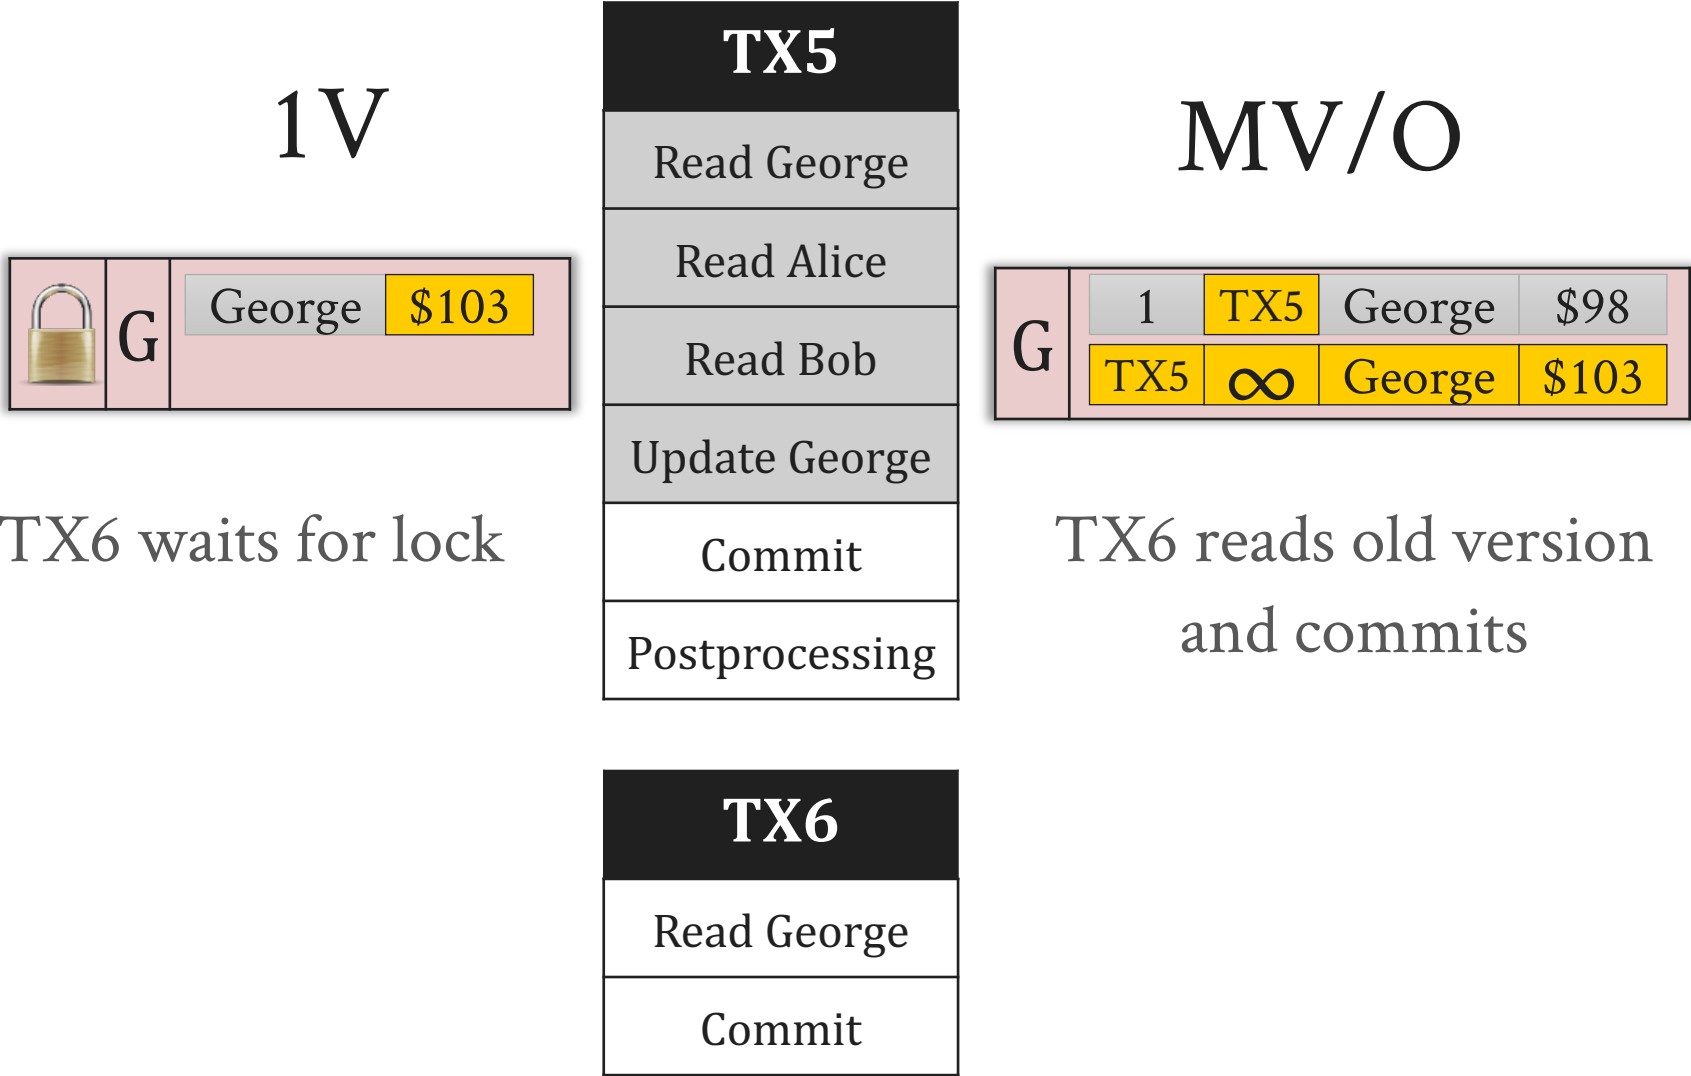 1V
G
George $103
TX6 waits for lock
TX5
Read George
Read Alice
Read Bob
Update George
Commit
Postprocessing
TX6
Read George
Commit
MV/O
G
1 TX5 George $98
TX5 ∞ George $103
TX6 reads old version
and commits